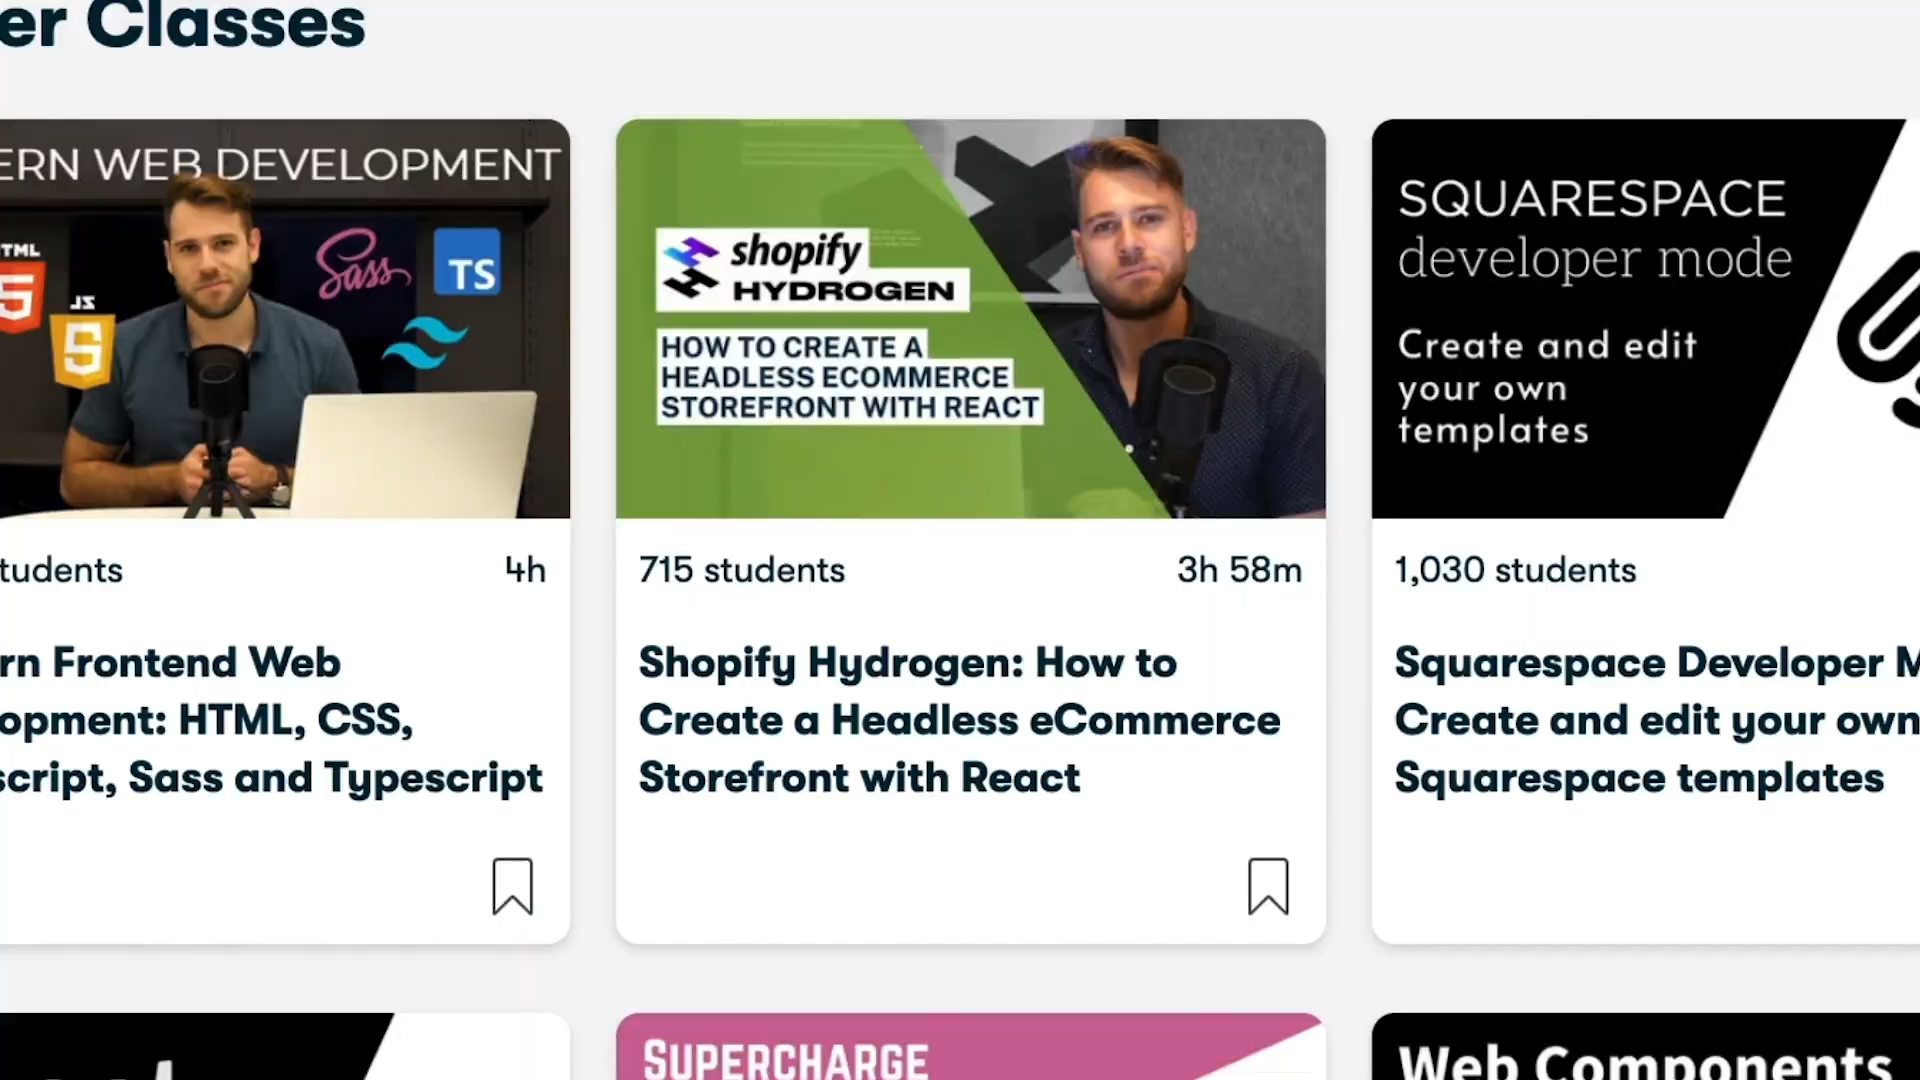 er Classes
ERN WEB DEVELOPMENT
HTML
5
JS
5
Sass
TS
tudents
4h
rn Frontend Web
opment: HTML, CSS,
script, Sass and Typescript
shopify
HYDROGEN
HOW TO CREATE A
HEADLESS ECOMMERCE
STOREFRONT WITH REACT
715 students
3h 58m
Shopify Hydrogen: How to
Create a Headless eCommerce
Storefront with React
SQUARESPACE
developer mode
Create and edit
your own
templates
1,030 students
Squarespace Developer M
Create and edit your own
Squarespace templates
SUPERCHARGE
Web Components